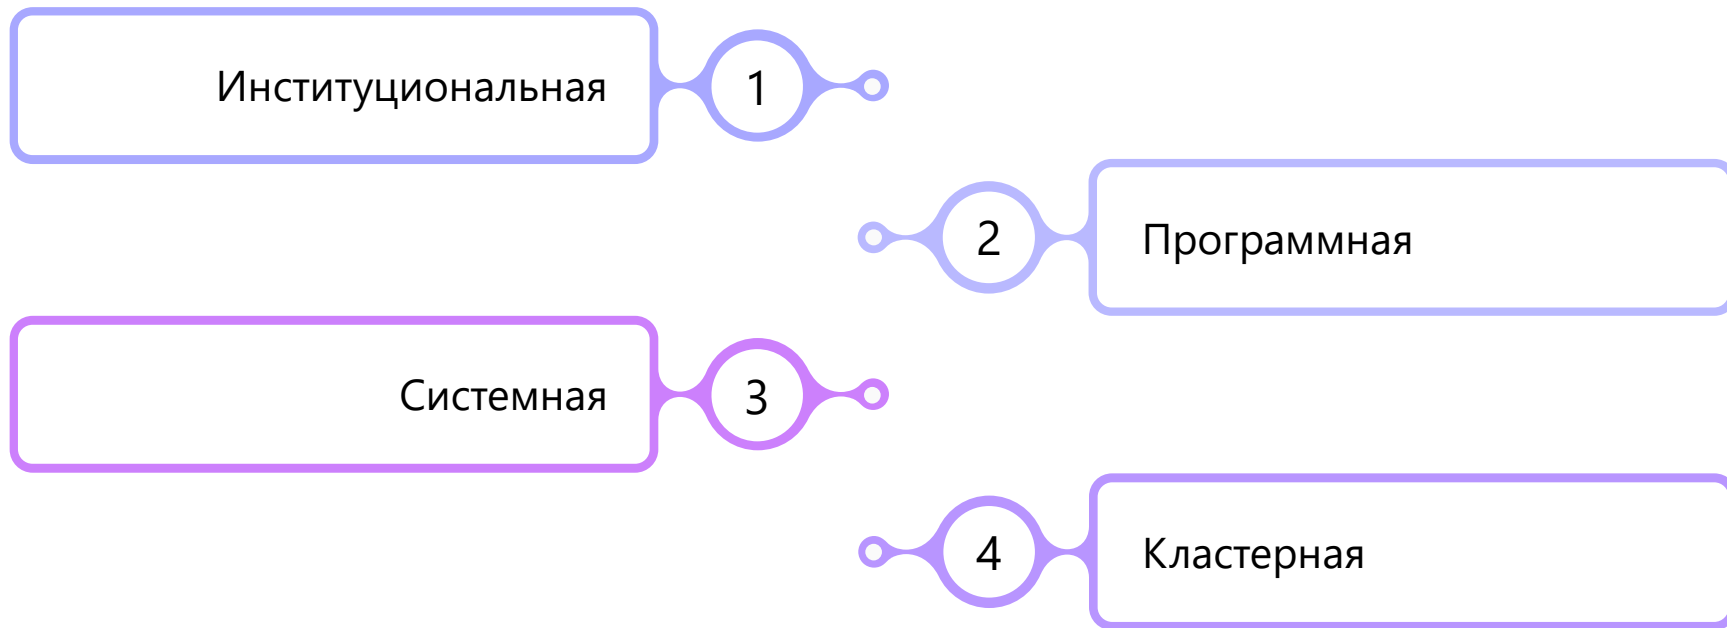 Институциональная
1
2
Программная
Системная
3
4
Кластерная